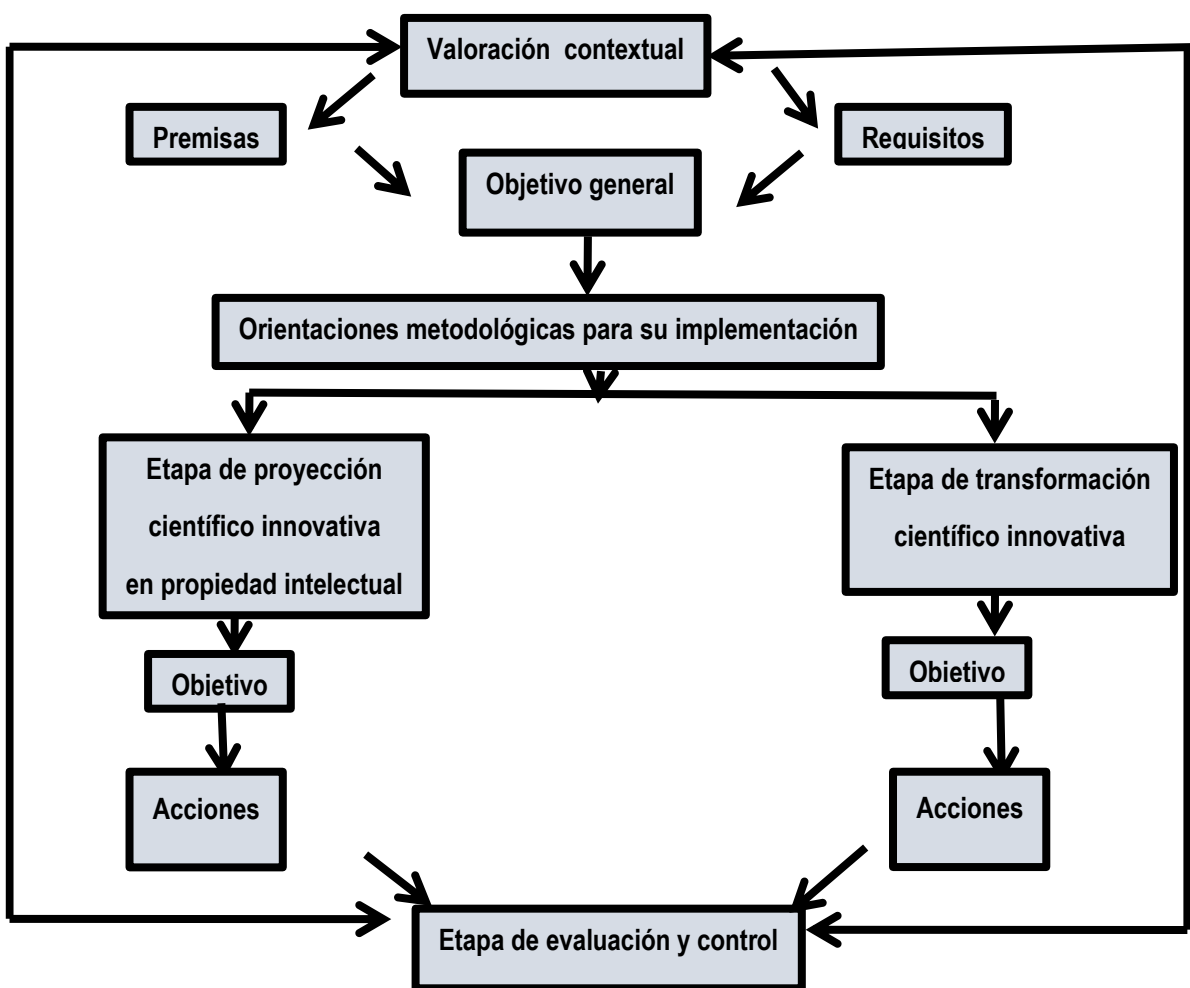 Valoración contextual
Premisas
Requisitos
Objetivo general
Orientaciones metodológicas para su implementación
Etapa de proyección
científico innovativa
en propiedad intelectual
Etapa de transformación
científico innovativa
Objetivo
Objetivo
Acciones
Acciones
Etapa de evaluación y control